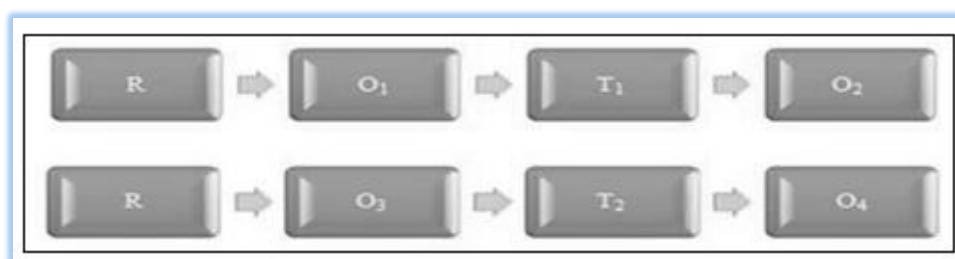 R O₁ T₁ O₂
R O₃ T₂ O₄